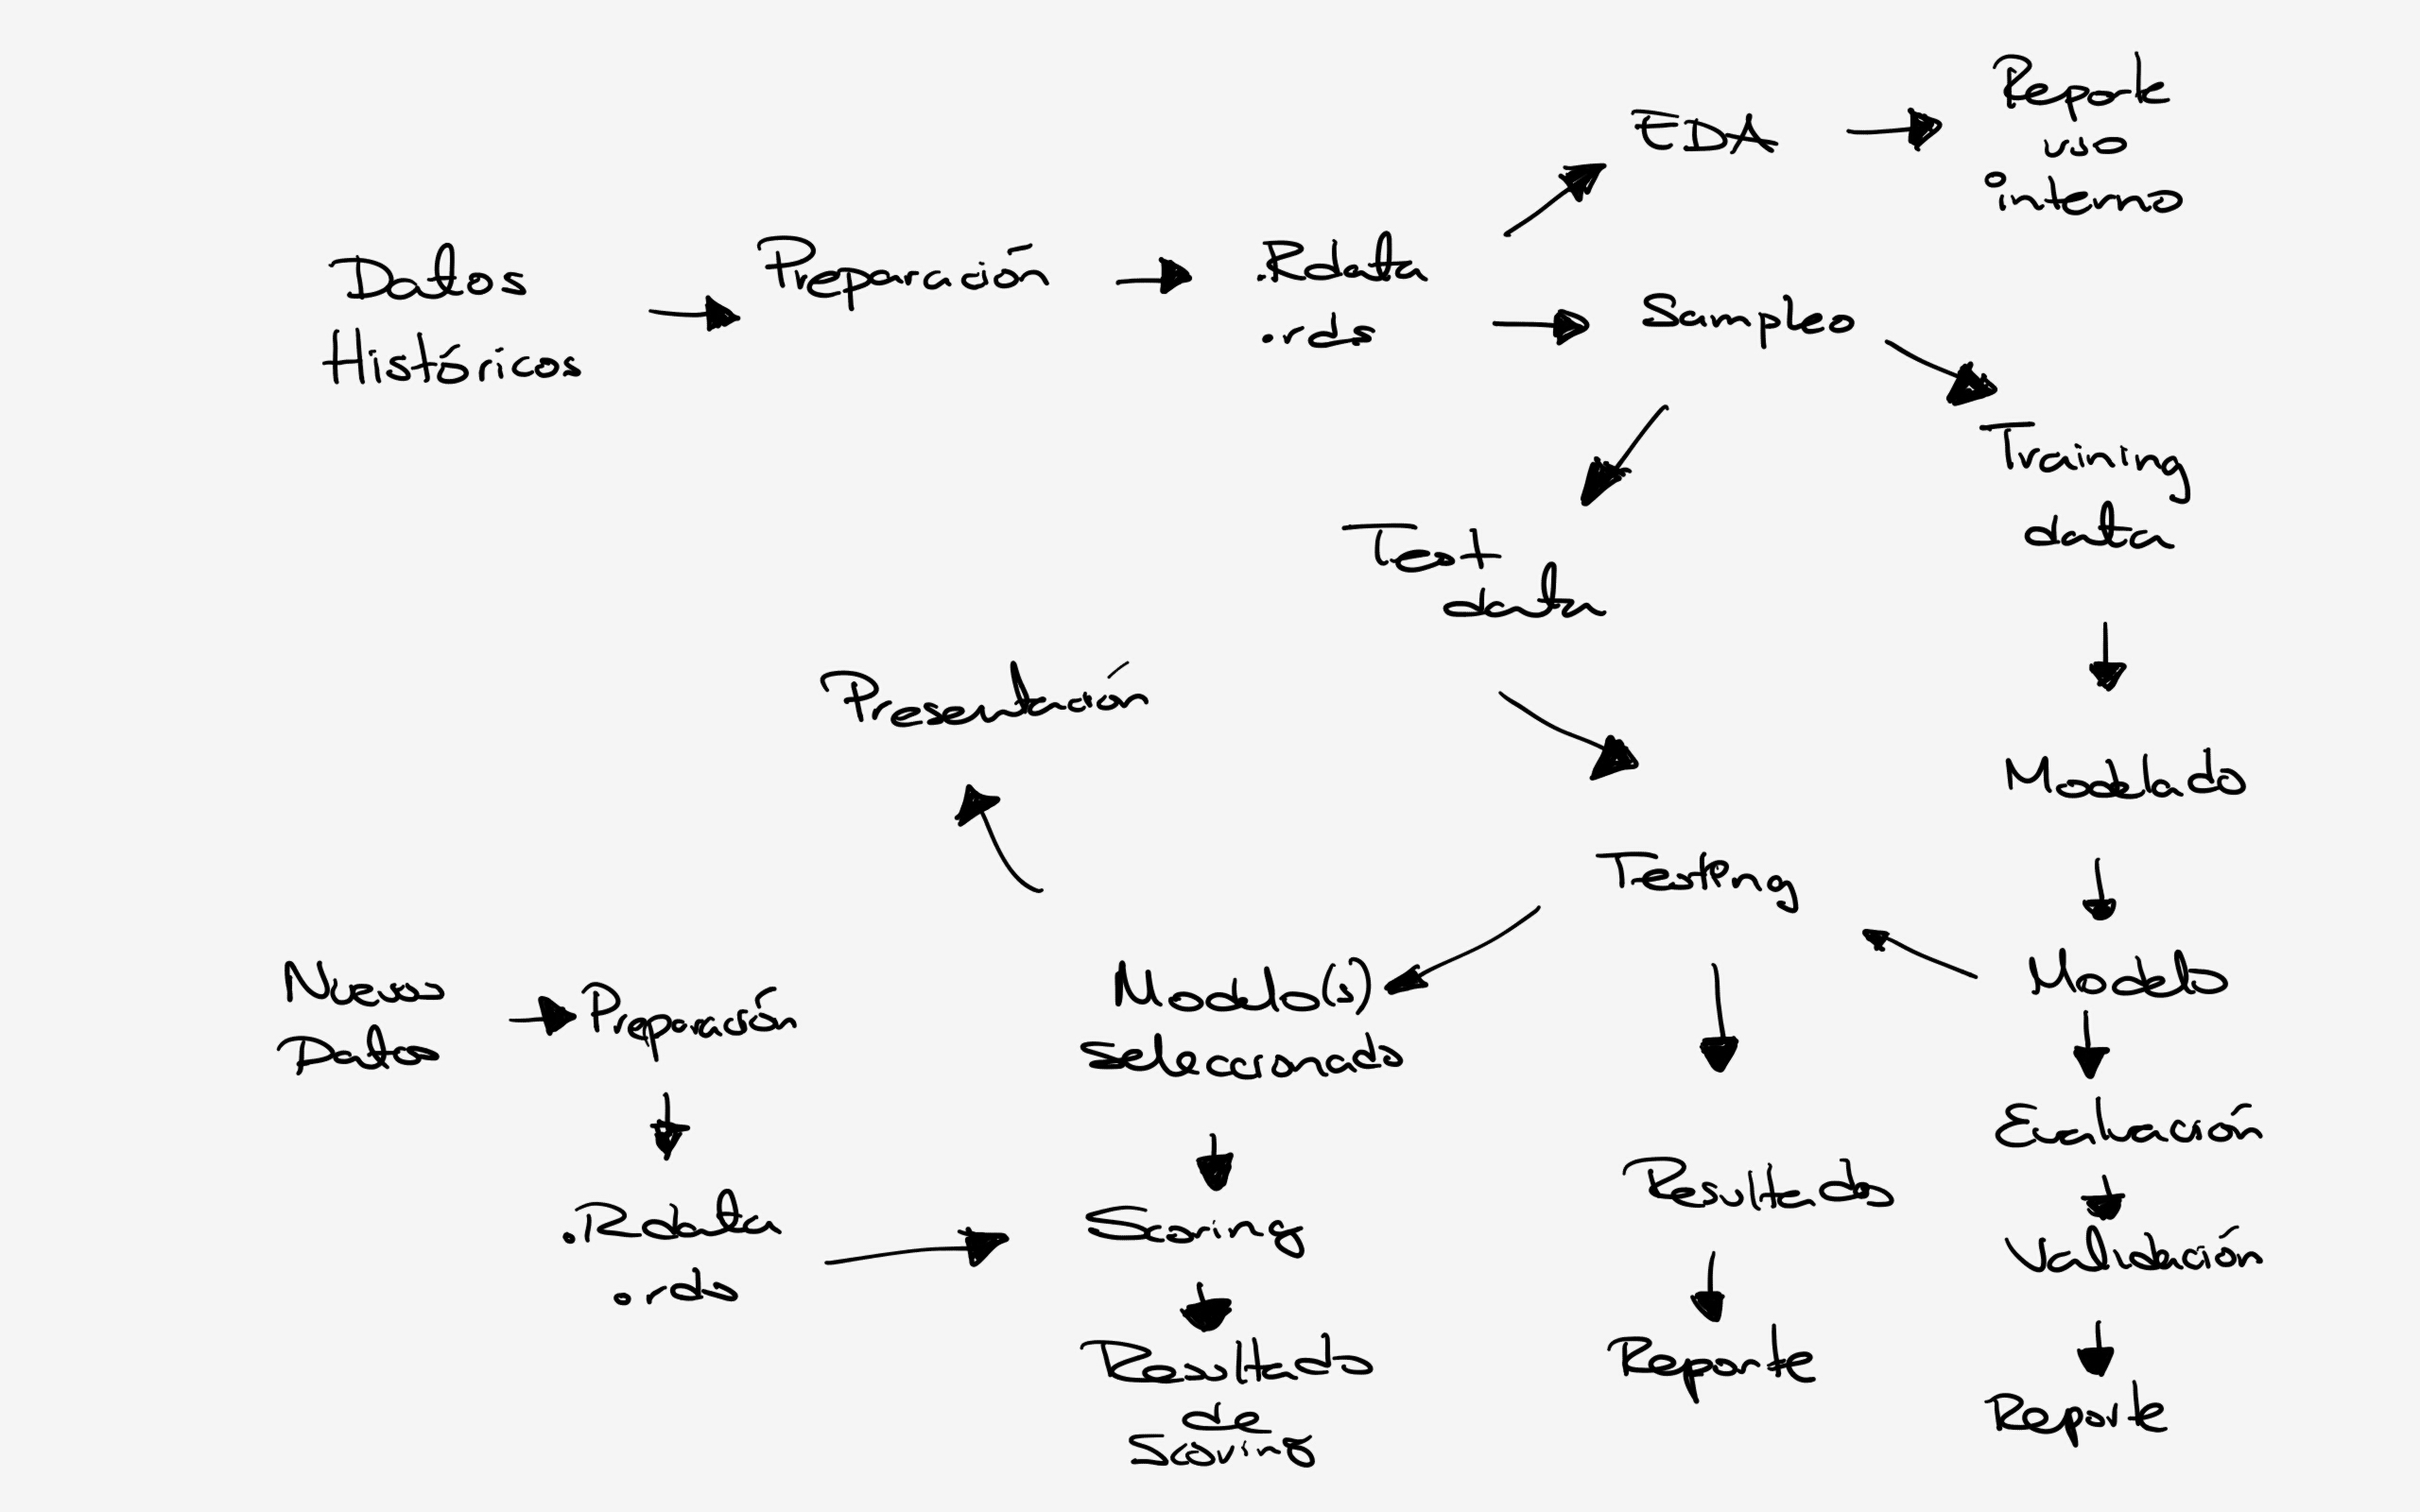 Datos
Históricos
Preparación
.Rdata
.rds
EDA
Reporte
uso
interno
Sampleo
Training
data
Test
data
Modelado
Modelo
Evaluación
Validación
Reporte
Testing
Resultados
Reporte
Modelo(s)
Seleccionado
Presentación
Scoring
Resultado
de
Scoring
Nuevos
Datos
Preparación
.Rdata
.rds